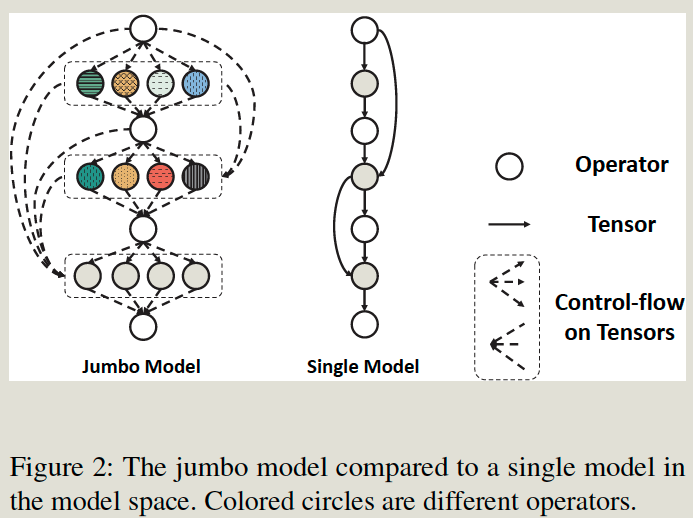 Operator
Tensor
Control-flow
on Tensors
Jumbo Model
Single Model
Figure 2: The jumbo model compared to a single model in
the model space. Colored circles are different operators.